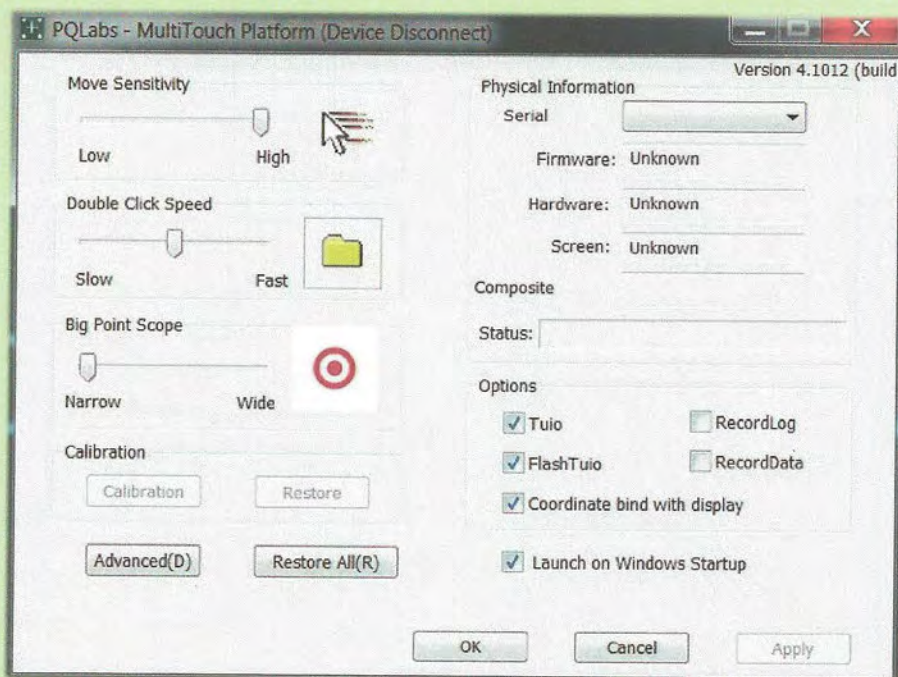 PQLabs - MultiTouch Platform (Device Disconnect)
Version 4.1012 (build
Move Sensitivity
Low High
Double Click Speed
Slow Fast
Big Point Scope
Narrow Wide
Calibration
Calibration Restore
Advanced(D) Restore All(R)
Physical Information
Serial
Firmware: Unknown
Hardware: Unknown
Screen: Unknown
Composite
Status:
Options
Tuio RecordLog
FlashTuio RecordData
Coordinate bind with display
Launch on Windows Startup
OK Cancel Apply